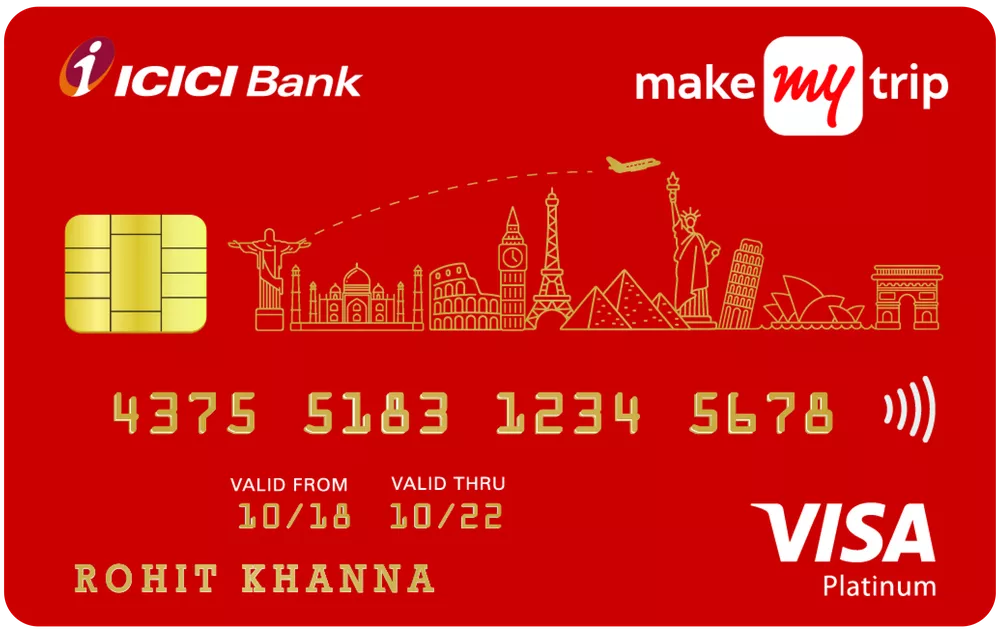 ICICI Bank
make my trip
4375 5183 1234 5678
VALID FROM VALID THRU
10/18 10/22
ROHIT KHANNA
VISA
Platinum